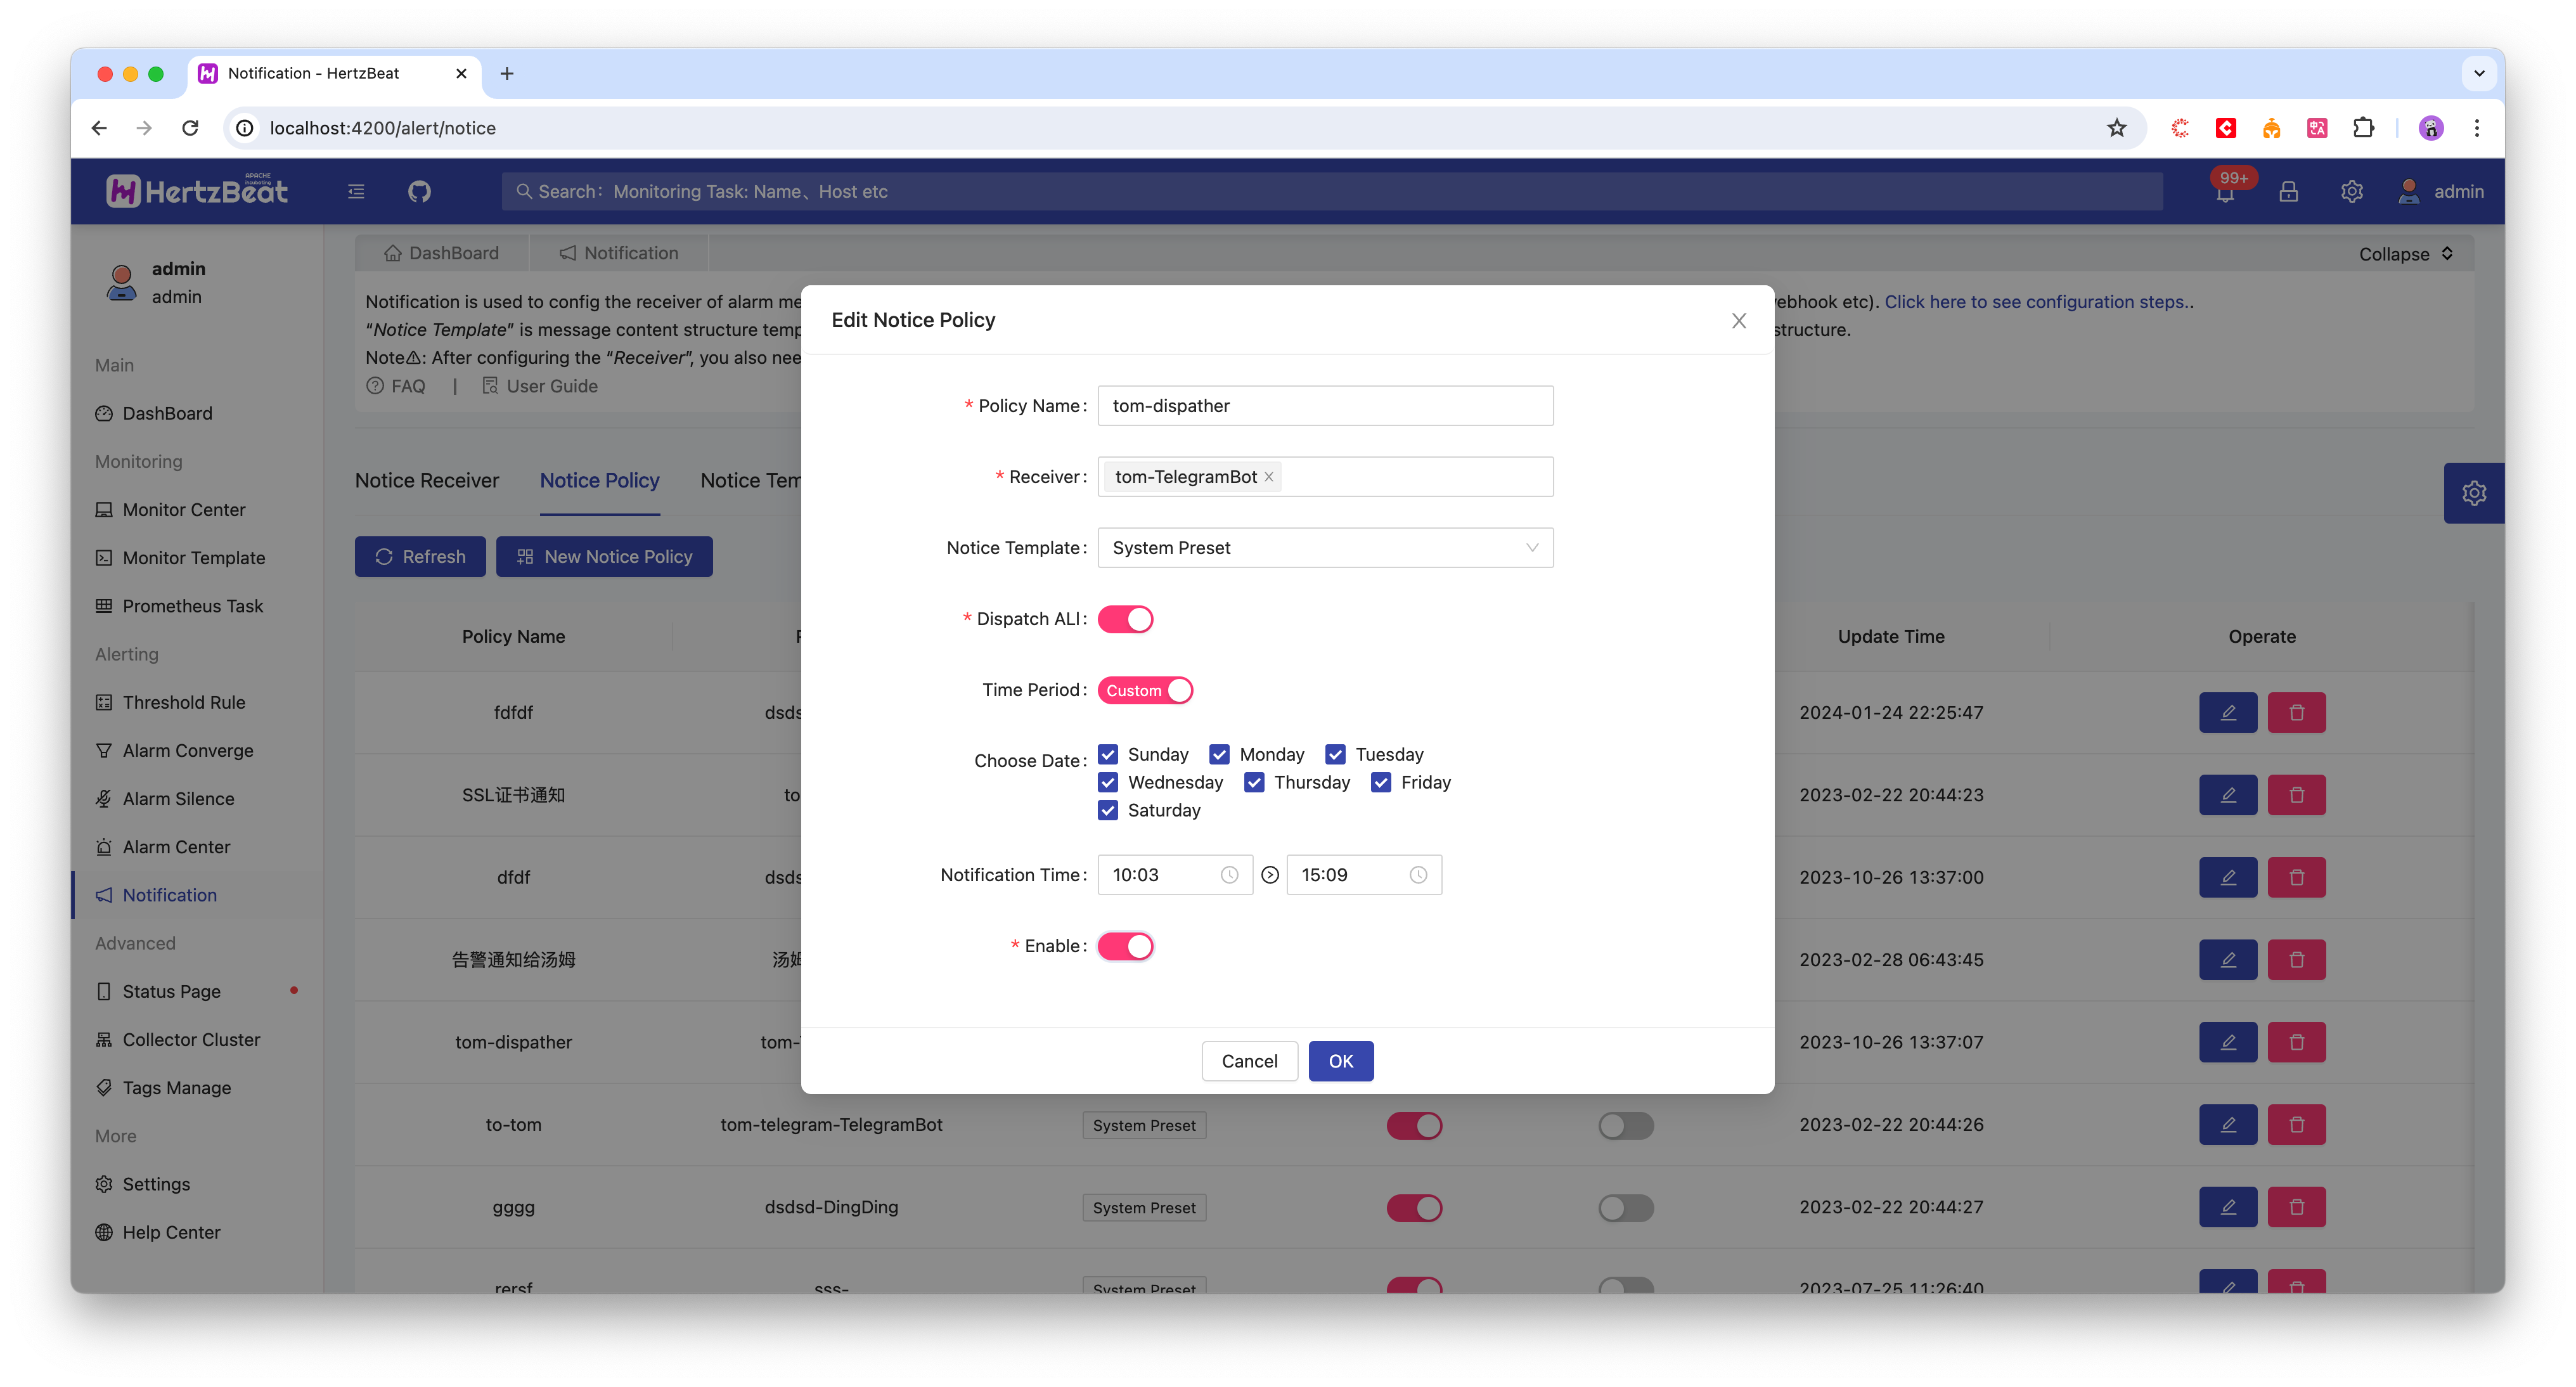 Notification - HertzBeat
localhost:4200/alert/notice
APACHE
HertzBeat
Search: Monitoring Task: Name、Host etc
99+
admin
admin
admin
Main
DashBoard
Monitoring
Monitor Center
Monitor Template
Prometheus Task
Alerting
Threshold Rule
Alarm Converge
Alarm Silence
Alarm Center
Notification
Advanced
Status Page
Collector Cluster
Tags Manage
More
Settings
Help Center
DashBoard
Notification
Collapse
Notification is used to config the receiver of alarm me
ebhook etc). Click here to see configuration steps..
“Notice Template” is message content structure temp
structure.
Note⚠: After configuring the “Receiver”, you also nee
FAQ | User Guide
Notice Receiver
Notice Policy
Notice Tem
Refresh
New Notice Policy
Policy Name
Update Time
Operate
fdfdf dsds 2024-01-24 22:25:47
SSL证书通知 to 2023-02-22 20:44:23
dfdf dsds 2023-10-26 13:37:00
告警通知给汤姆 汤姆 2023-02-28 06:43:45
tom-dispather tom- 2023-10-26 13:37:07
to-tom tom-telegram-TelegramBot System Preset 2023-02-22 20:44:26
gggg dsdsd-DingDing System Preset 2023-02-22 20:44:27
rersf sss- System Preset 2023-07-25 11:26:40
Edit Notice Policy
* Policy Name: tom-dispather
* Receiver: tom-TelegramBot
Notice Template: System Preset
* Dispatch ALl:
Time Period: Custom
Choose Date: Sunday Monday Tuesday
Wednesday Thursday Friday
Saturday
Notification Time: 10:03 15:09
* Enable:
Cancel OK